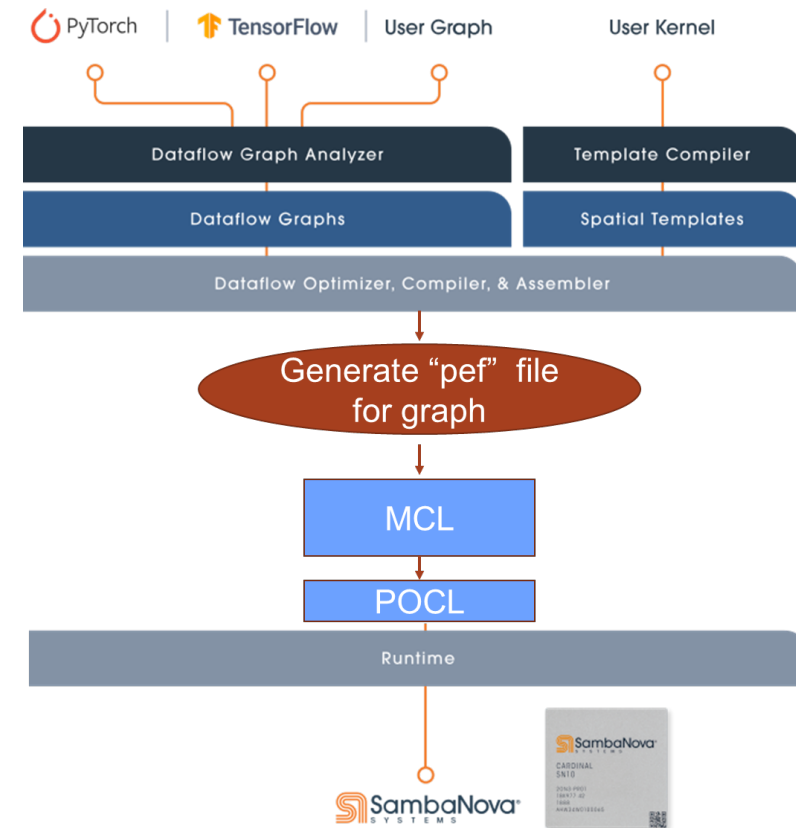 PyTorch | TensorFlow | User Graph User Kernel
Dataflow Graph Analyzer Template Compiler
Dataflow Graphs Spatial Templates
Dataflow Optimizer, Compiler, & Assembler
Generate “pef” file
for graph
MCL
POCL
Runtime
SambaNova
SYSTEMS
CARDINAL
SN10
SambaNova
SYSTEMS